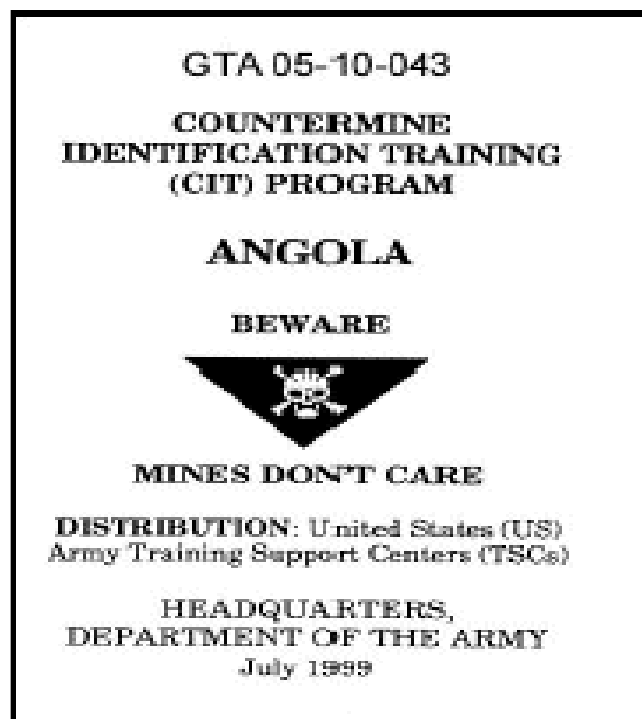 GTA 05-10-043
COUNTERMINE
IDENTIFICATION TRAINING
(CIT) PROGRAM
ANGOLA
BEWARE
MINES DON'T CARE
DISTRIBUTION: United States (US)
Army Training Support Centers (TSCs)
HEADQUARTERS,
DEPARTMENT OF THE ARMY
July 1999